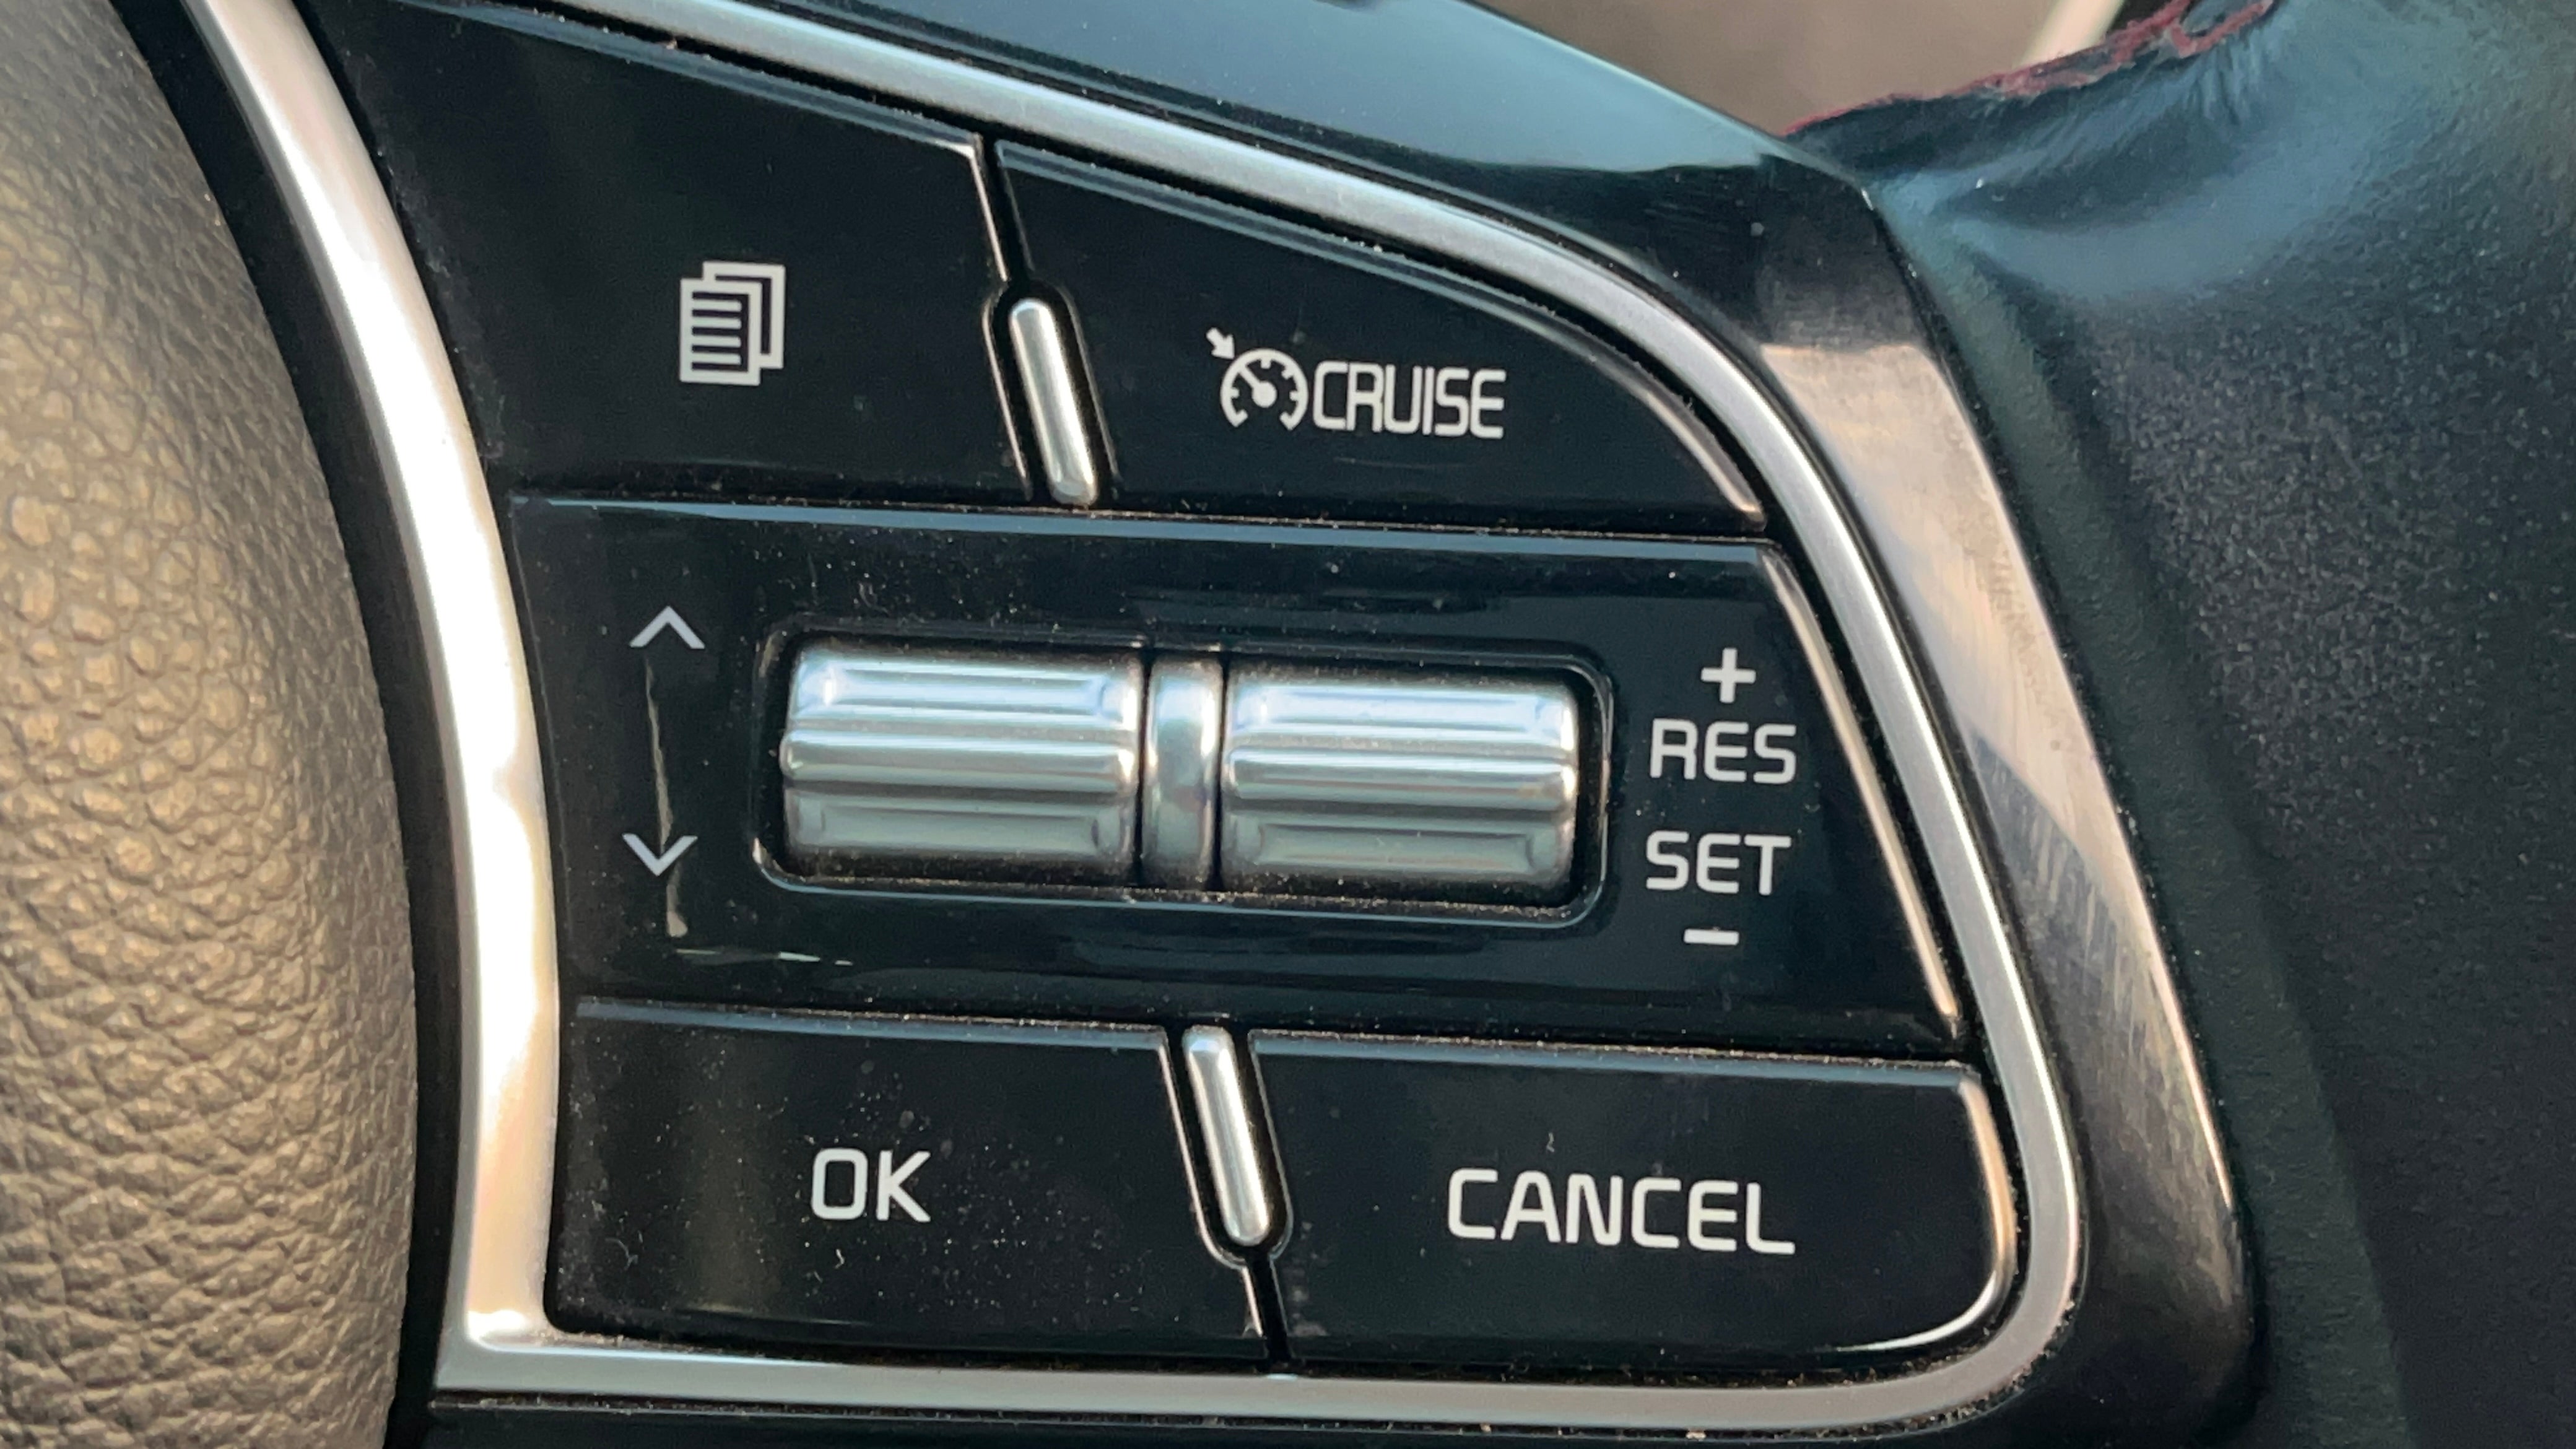 CRUISE
+
RES
SET
-
OK
CANCEL